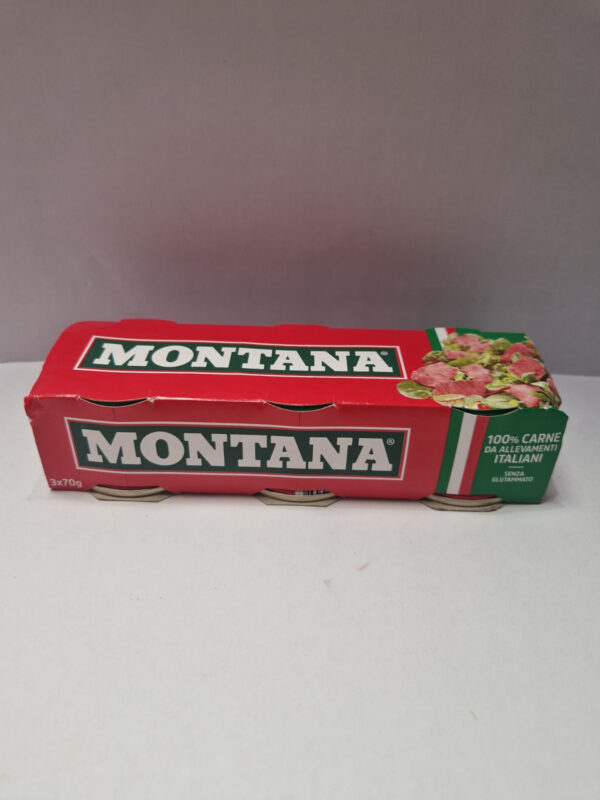 MONTANA®
MONTANA®
3x70g
100% CARNE
DA ALLEVAMENTI
ITALIANI
SENZA
GLUTAMMATO